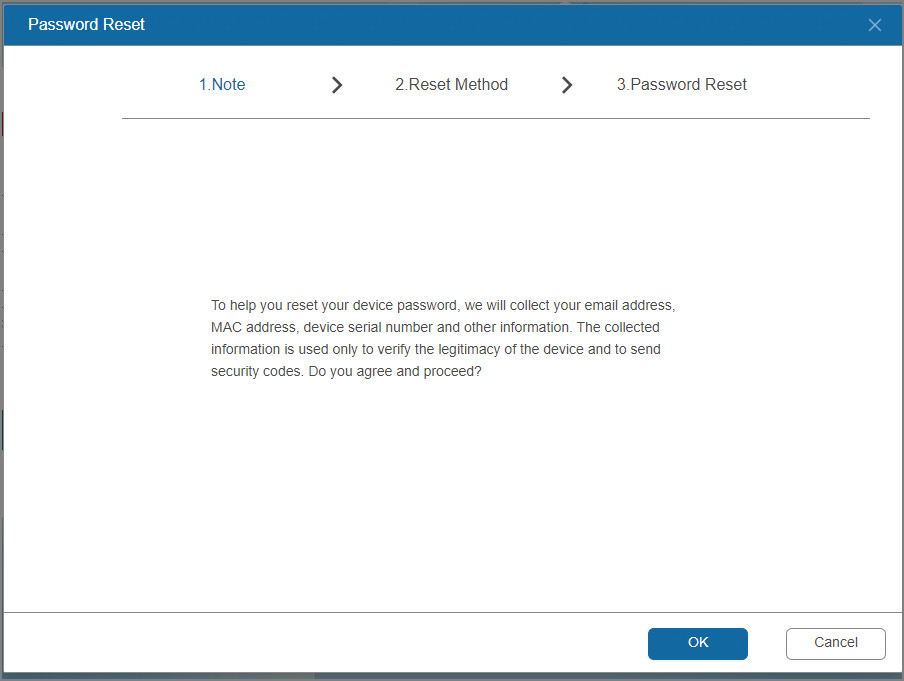 Password Reset
1.Note
2.Reset Method
3.Password Reset
To help you reset your device password, we will collect your email address,
MAC address, device serial number and other information. The collected
information is used only to verify the legitimacy of the device and to send
security codes. Do you agree and proceed?
OK
Cancel